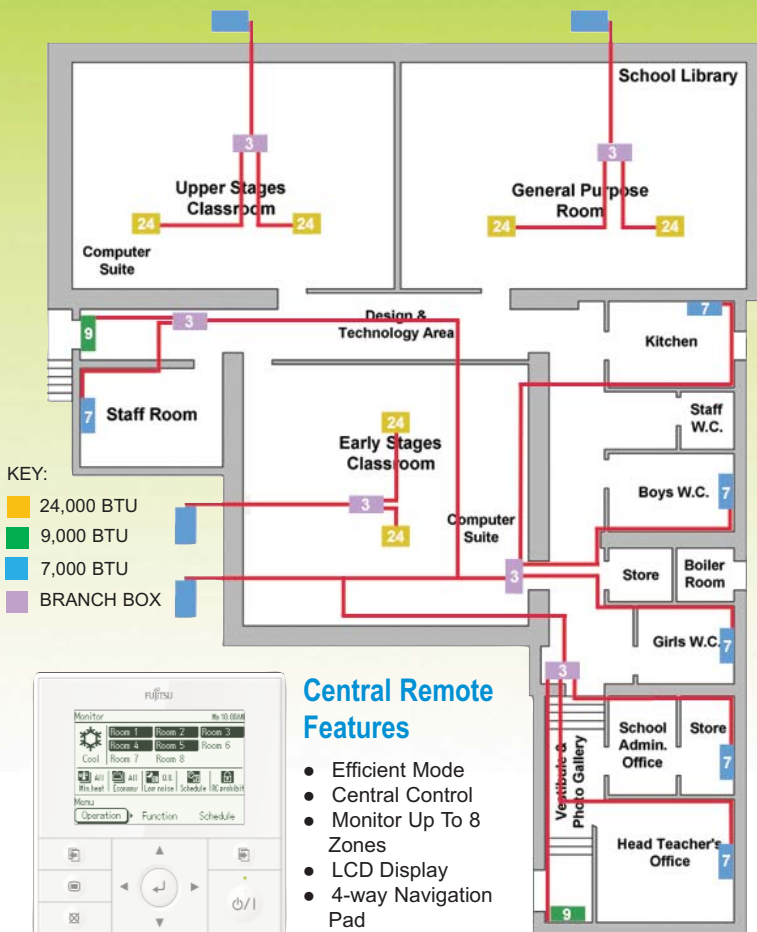 School Library
3
3
Upper Stages
Classroom
General Purpose
Room
24
24
24
24
Computer
Suite
9
3
Design &
Technology Area
7
Kitchen
7
Staff Room
24
Early Stages
Classroom
Staff
W.C.
KEY:
24,000 BTU
9,000 BTU
7,000 BTU
BRANCH BOX
3
24
Computer
Suite
Boys W.C.
7
3
Store
Boiler
Room
Girls W.C.
7
3
FUJITSU
Monitor
10:00AM
Room 1 Room 2 Room 3
Room 4 Room 5 Room 6
Cool Room 7 Room 8
All All O.U.
Min.heat Economy Low noise Schedule RC prohibit
Menu
Operation Function Schedule
Central Remote
Features
● Efficient Mode
● Central Control
● Monitor Up To 8
Zones
● LCD Display
● 4-way Navigation
Pad
Vestibule &
Photo Gallery
School
Admin.
Office
Store
7
Head Teacher's
Office
7
9